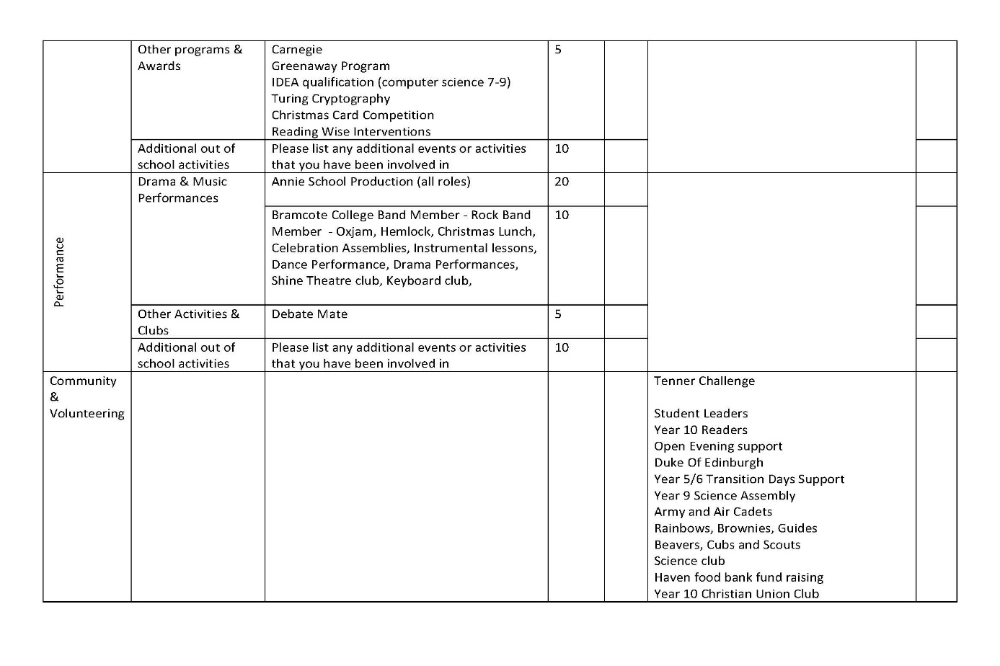 Other programs &
Awards
Carnegie
Greenaway Program
IDEA qualification (computer science 7-9)
Turing Cryptography
Christmas Card Competition
Reading Wise Interventions
5
Additional out of
school activities
Please list any additional events or activities
that you have been involved in
10
Performance
Drama & Music
Performances
Annie School Production (all roles)
20
Bramcote College Band Member - Rock Band
Member  - Oxjam, Hemlock, Christmas Lunch,
Celebration Assemblies, Instrumental lessons,
Dance Performance, Drama Performances,
Shine Theatre club, Keyboard club,
10
Other Activities &
Clubs
Debate Mate
5
Additional out of
school activities
Please list any additional events or activities
that you have been involved in
10
Community
&
Volunteering
Tenner Challenge
Student Leaders
Year 10 Readers
Open Evening support
Duke Of Edinburgh
Year 5/6 Transition Days Support
Year 9 Science Assembly
Army and Air Cadets
Rainbows, Brownies, Guides
Beavers, Cubs and Scouts
Science club
Haven food bank fund raising
Year 10 Christian Union Club